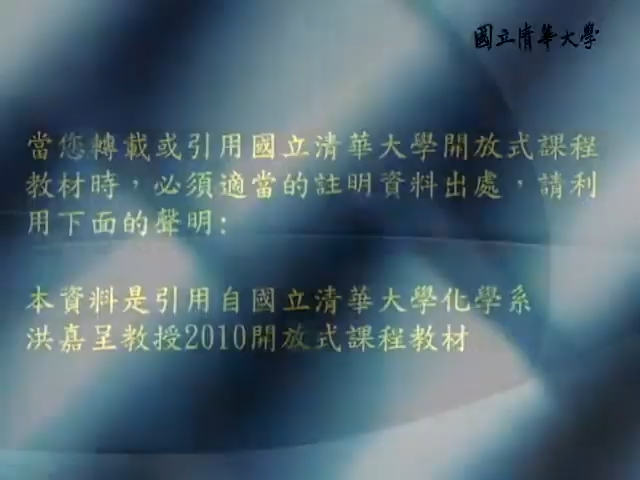 國立清華大學
當您轉載或引用國立清華大學開放式課程
教材時，必須適當的註明資料出處，請利
用下面的聲明:
本資料是引用自國立清華大學化學系
洪嘉呈教授2010開放式課程教材